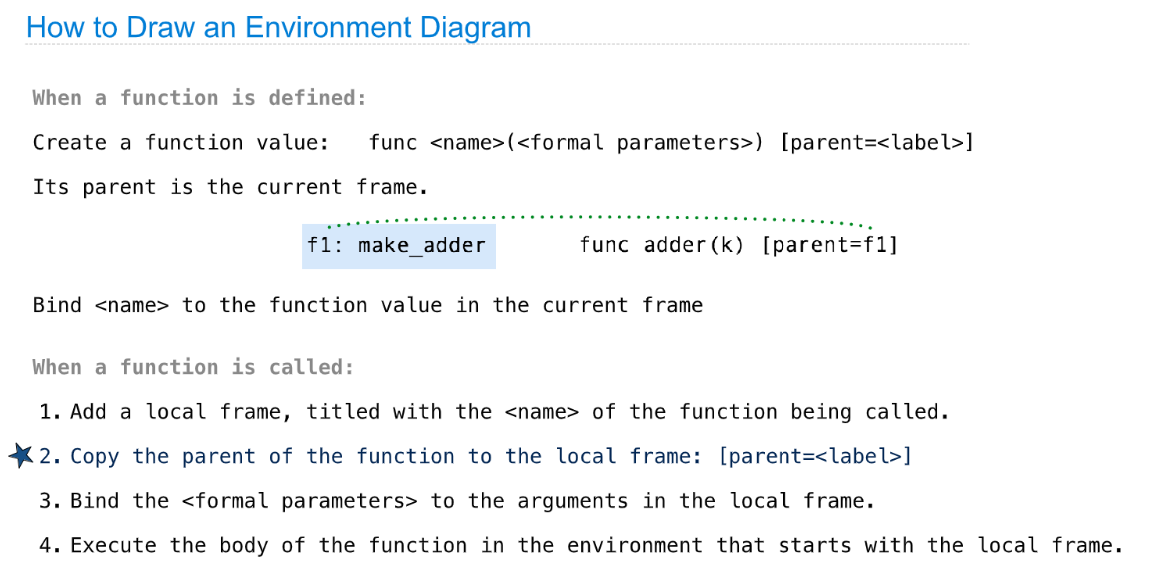 How to Draw an Environment Diagram
When a function is defined:
Create a function value: func <name>(<formal parameters>) [parent=<label>]
Its parent is the current frame.
f1: make_adder func adder(k) [parent=f1]
Bind <name> to the function value in the current frame
When a function is called:
1. Add a local frame, titled with the <name> of the function being called.
2. Copy the parent of the function to the local frame: [parent=<label>]
3. Bind the <formal parameters> to the arguments in the local frame.
4. Execute the body of the function in the environment that starts with the local frame.